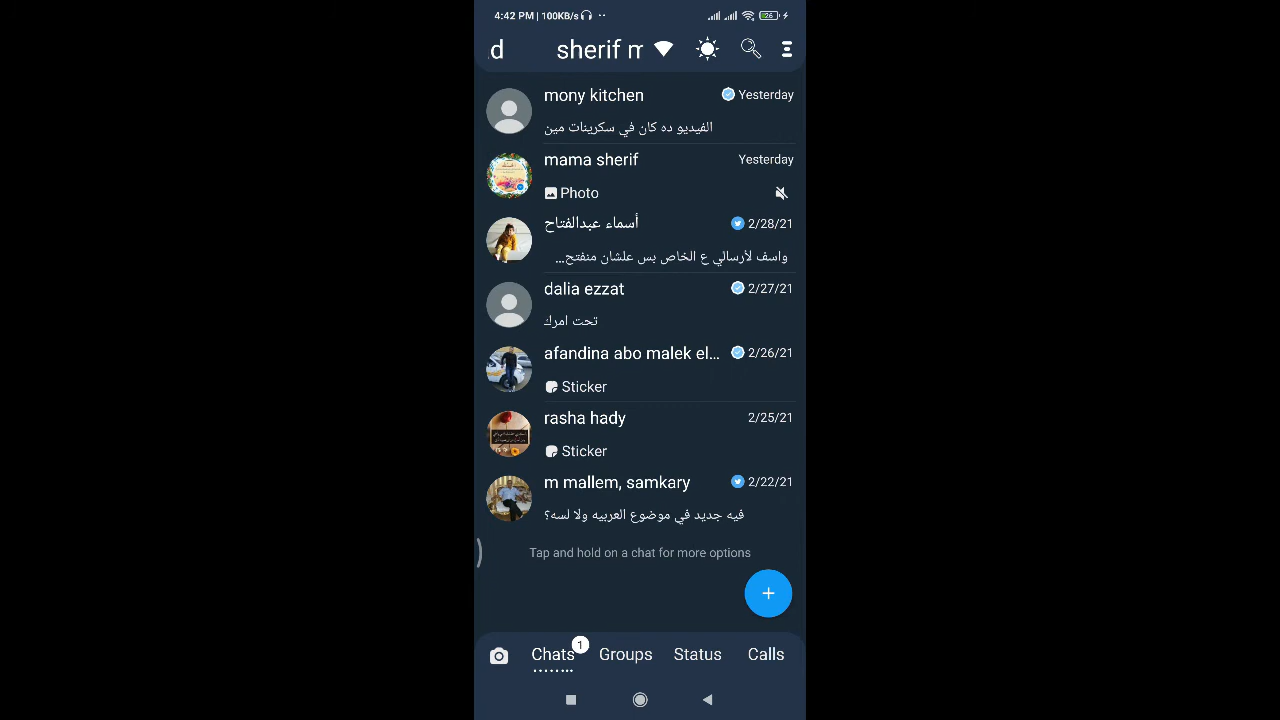 4:42 PM | 100KB/s
26
d sherif m
mony kitchen Yesterday
الفيديو ده كان في سكرينات مين
mama sherif Yesterday
Photo
أسماء عبدالفتاح 2/28/21
واسف لأرسالي ع الخاص بس علشان منفتح...
dalia ezzat 2/27/21
تحت امرك
afandina abo malek el... 2/26/21
Sticker
rasha hady 2/25/21
Sticker
m mallem, samkary 2/22/21
فيه جديد في موضوع العربيه ولا لسه؟
Tap and hold on a chat for more options
+
1
Chats Groups Status Calls